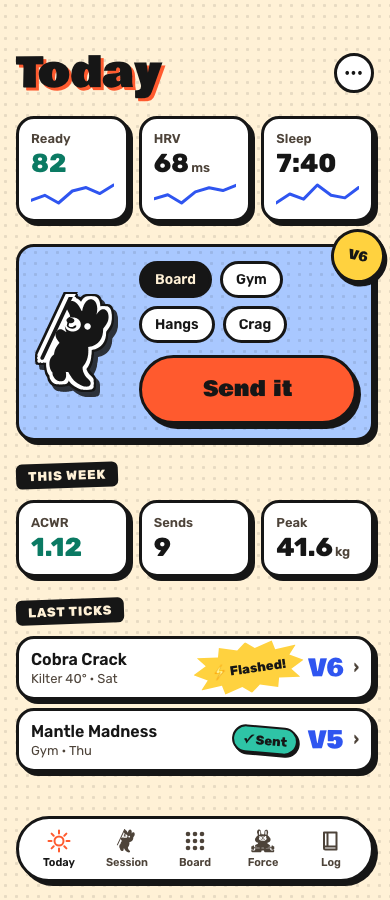 Today
Ready
82
HRV
68 ms
Sleep
7:40
V6
Board
Gym
Hangs
Crag
Send it
THIS WEEK
ACWR
1.12
Sends
9
Peak
41.6 kg
LAST TICKS
Cobra Crack
Kilter 40° • Sat
⚡ Flashed!
V6 ›
Mantle Madness
Gym • Thu
✓Sent
V5 ›
Today
Session
Board
Force
Log